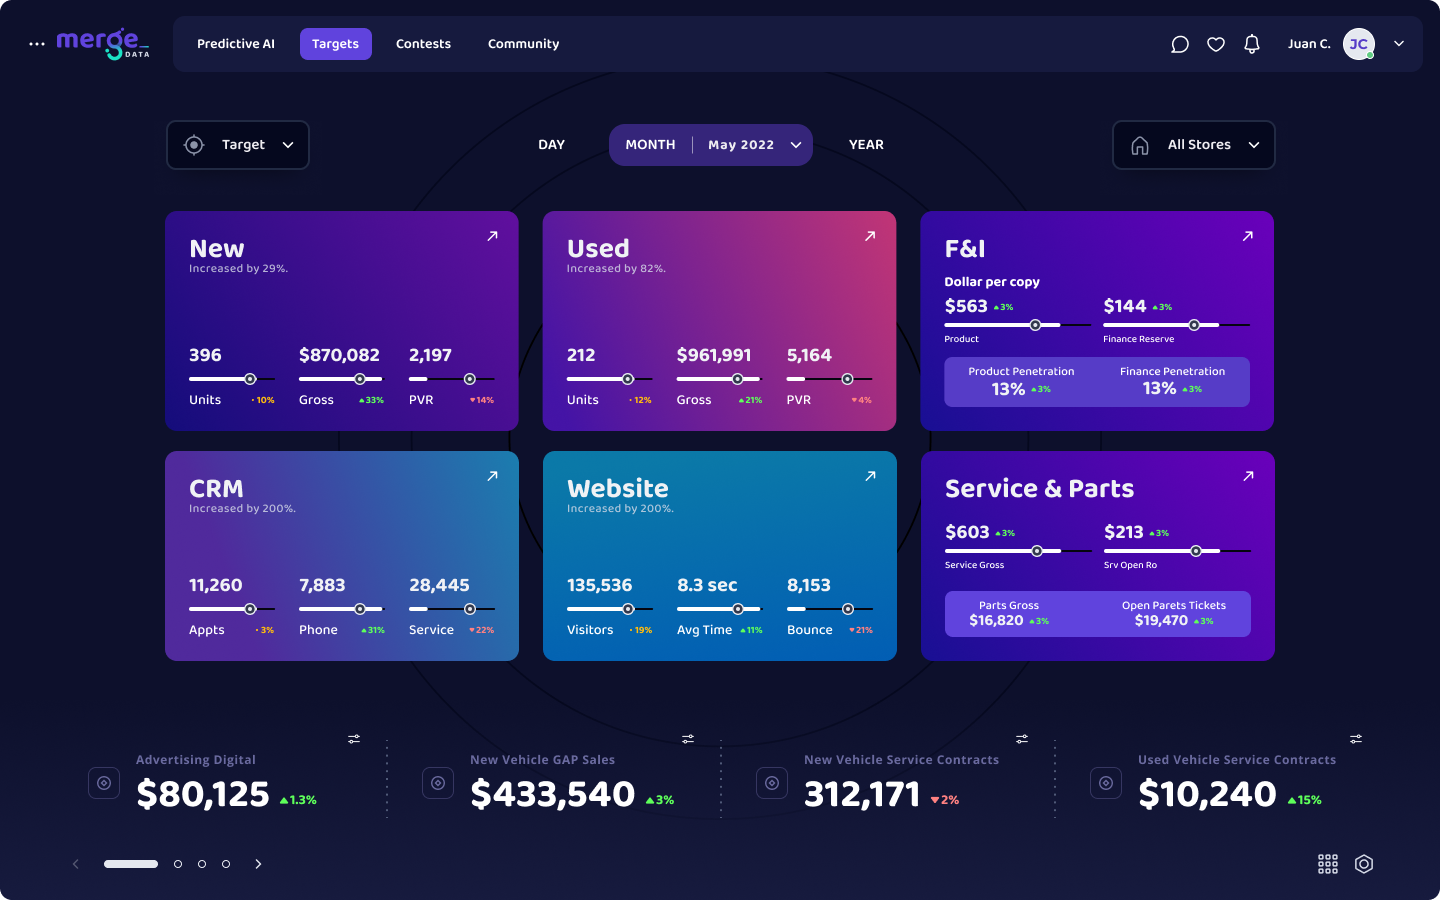 merge_
DATA
Predictive AI
Targets
Contests
Community
Juan C.
JC
Target
DAY
MONTH
May 2022
YEAR
All Stores
New
Increased by 29%.
396
$870,082
2,197
Units
10%
Gross
33%
PVR
14%
Used
Increased by 82%.
212
$961,991
5,164
Units
12%
Gross
21%
PVR
4%
F&I
Dollar per copy
$563
3%
$144
3%
Product
Finance Reserve
Product Penetration
Finance Penetration
13%
3%
13%
3%
CRM
Increased by 200%.
11,260
7,883
28,445
Appts
3%
Phone
31%
Service
22%
Website
Increased by 200%.
135,536
8.3 sec
8,153
Visitors
19%
Avg Time
11%
Bounce
21%
Service & Parts
$603
3%
$213
3%
Service Gross
Srv Open Ro
Parts Gross
Open Parets Tickets
$16,820
3%
$19,470
3%
Advertising Digital
$80,125
1.3%
New Vehicle GAP Sales
$433,540
3%
New Vehicle Service Contracts
312,171
2%
Used Vehicle Service Contracts
$10,240
15%